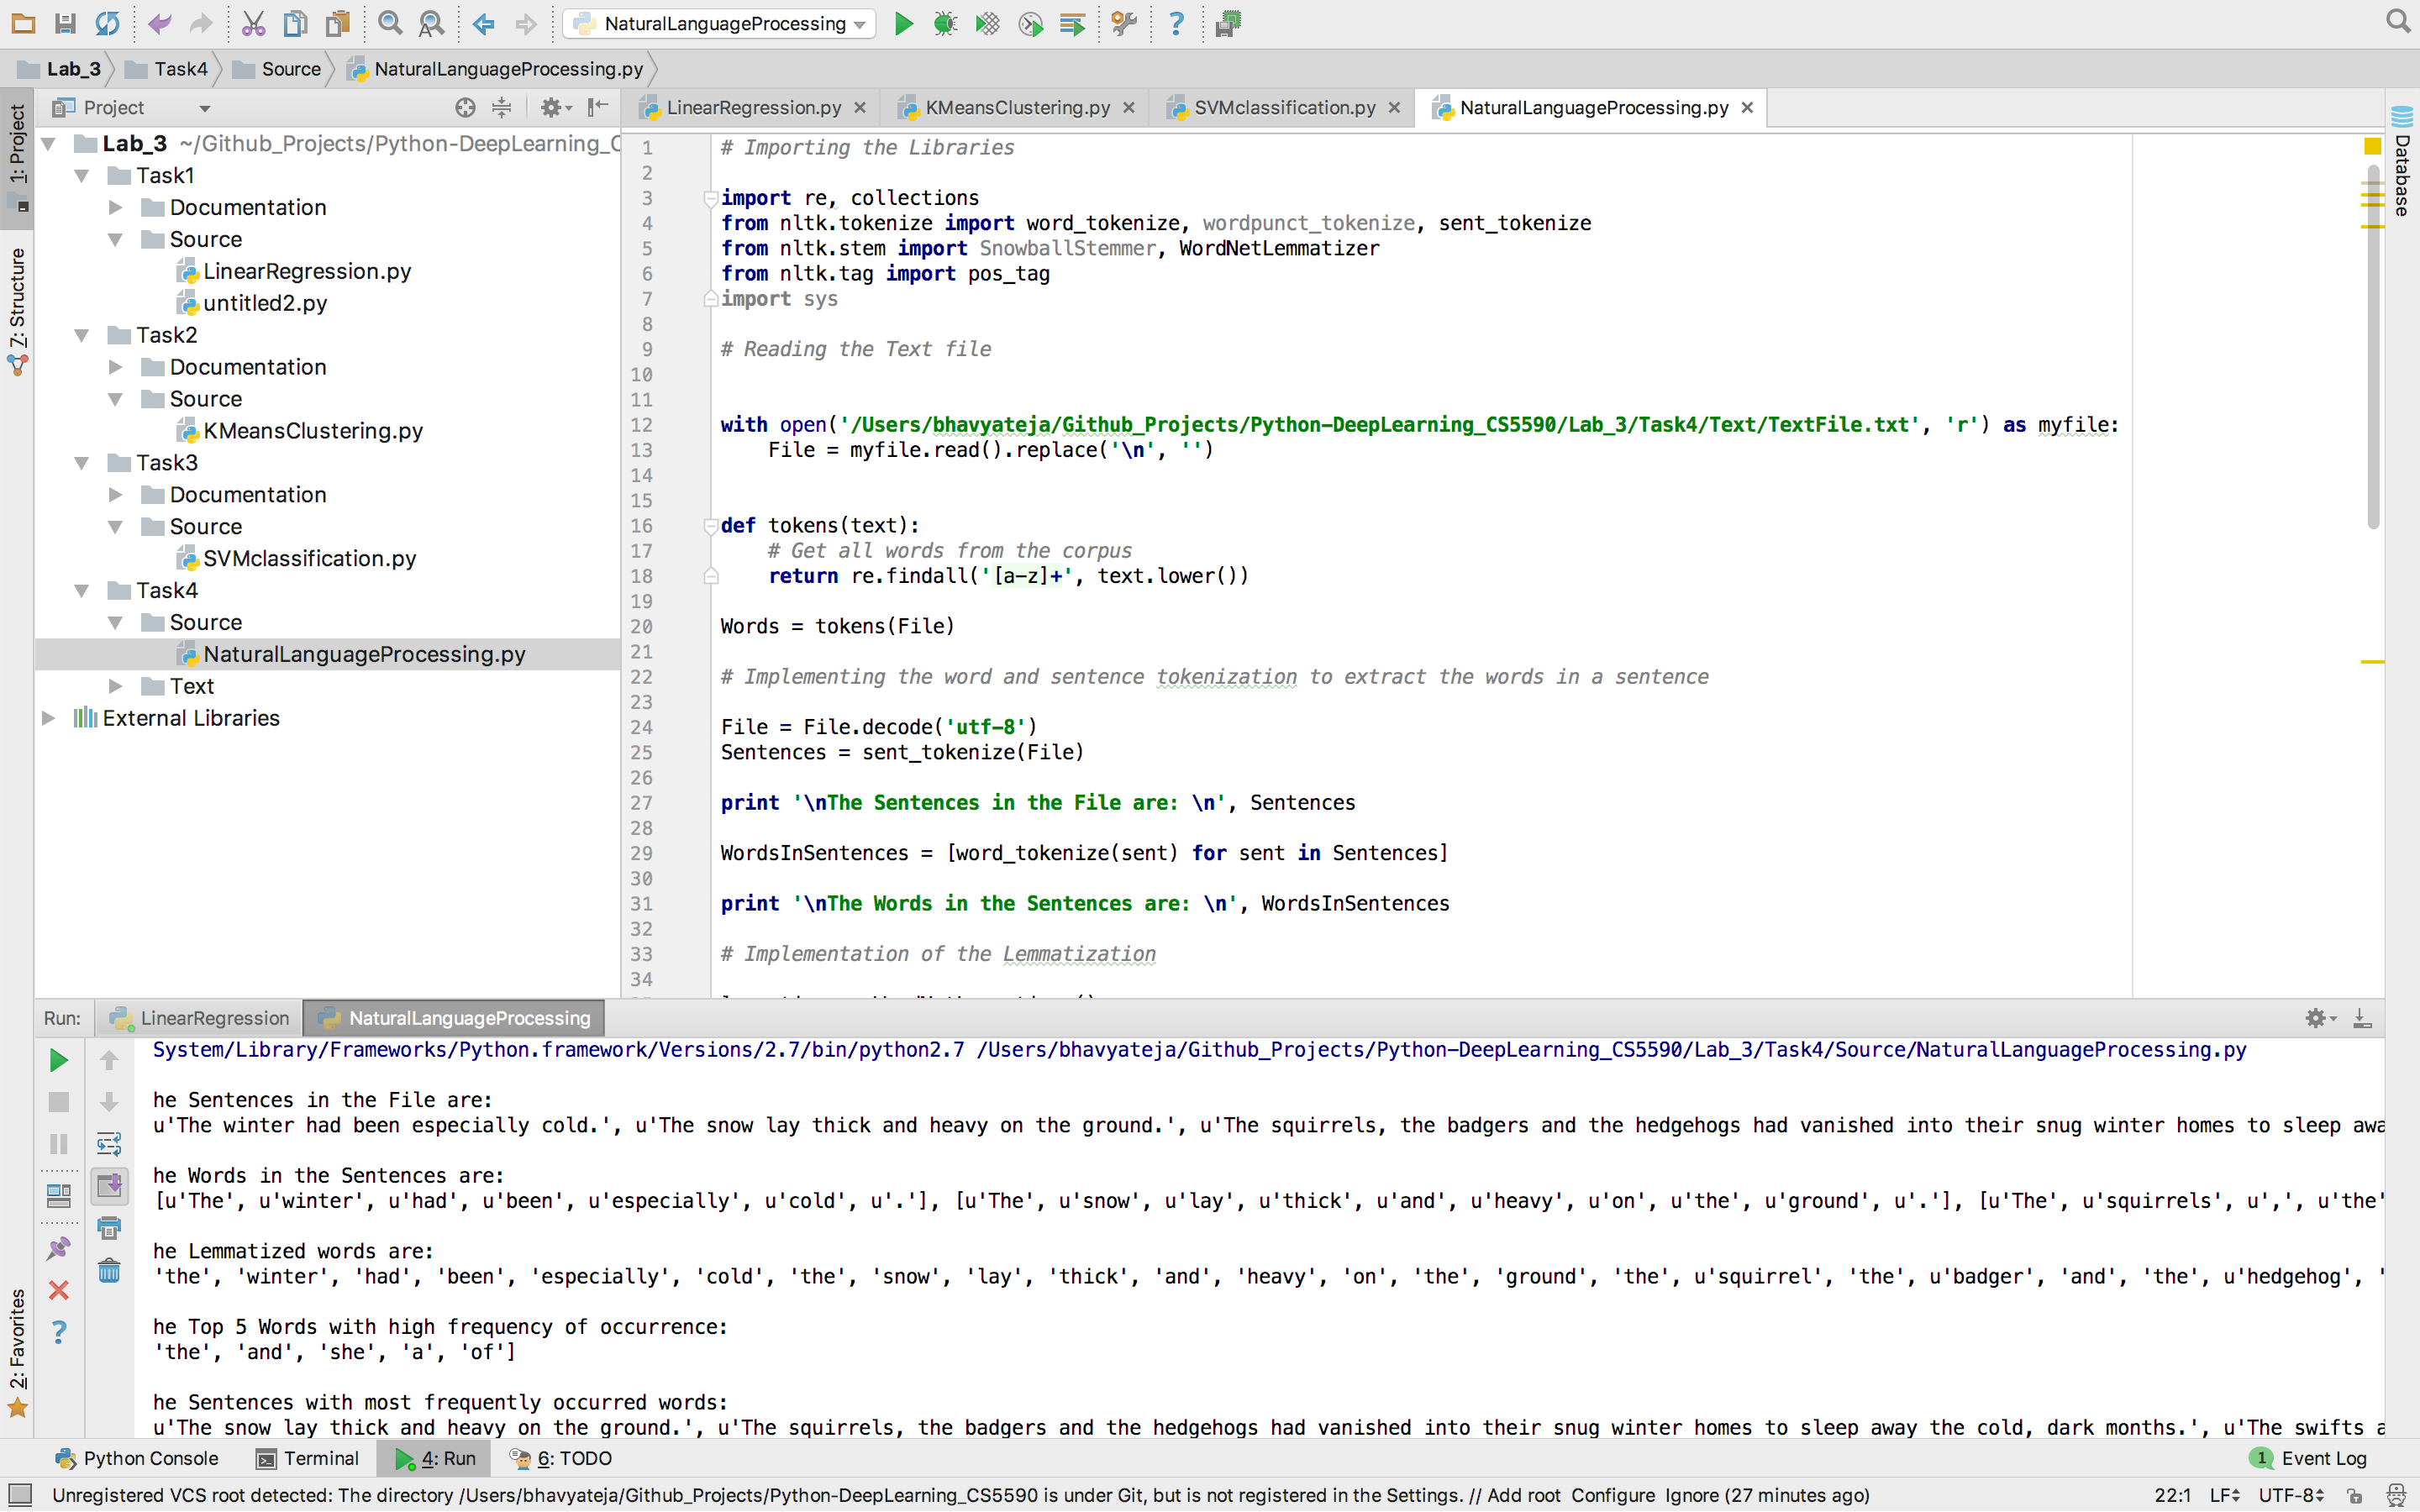 NaturalLanguageProcessing
Lab_3 Task4 Source NaturalLanguageProcessing.py
Project
LinearRegression.py KMeansClustering.py SVMclassification.py NaturalLanguageProcessing.py
1: Project
7: Structure
2: Favorites
Database
Lab_3 ~/Github_Projects/Python-DeepLearning_C
Task1
Documentation
Source
LinearRegression.py
untitled2.py
Task2
Documentation
Source
KMeansClustering.py
Task3
Documentation
Source
SVMclassification.py
Task4
Source
NaturalLanguageProcessing.py
Text
External Libraries
1 # Importing the Libraries
2
3 import re, collections
4 from nltk.tokenize import word_tokenize, wordpunct_tokenize, sent_tokenize
5 from nltk.stem import SnowballStemmer, WordNetLemmatizer
6 from nltk.tag import pos_tag
7 import sys
8
9 # Reading the Text file
10
11
12 with open('/Users/bhavyateja/Github_Projects/Python-DeepLearning_CS5590/Lab_3/Task4/Text/TextFile.txt', 'r') as myfile:
13     File = myfile.read().replace('\n', '')
14
15
16 def tokens(text):
17     # Get all words from the corpus
18     return re.findall('[a-z]+', text.lower())
19
20 Words = tokens(File)
21
22 # Implementing the word and sentence tokenization to extract the words in a sentence
23
24 File = File.decode('utf-8')
25 Sentences = sent_tokenize(File)
26
27 print '\nThe Sentences in the File are: \n', Sentences
28
29 WordsInSentences = [word_tokenize(sent) for sent in Sentences]
30
31 print '\nThe Words in the Sentences are: \n', WordsInSentences
32
33 # Implementation of the Lemmatization
34
Run: LinearRegression NaturalLanguageProcessing
System/Library/Frameworks/Python.framework/Versions/2.7/bin/python2.7 /Users/bhavyateja/Github_Projects/Python-DeepLearning_CS5590/Lab_3/Task4/Source/NaturalLanguageProcessing.py
he Sentences in the File are:
u'The winter had been especially cold.', u'The snow lay thick and heavy on the ground.', u'The squirrels, the badgers and the hedgehogs had vanished into their snug winter homes to sleep awa
he Words in the Sentences are:
[u'The', u'winter', u'had', u'been', u'especially', u'cold', u'.'], [u'The', u'snow', u'lay', u'thick', u'and', u'heavy', u'on', u'the', u'ground', u'.'], [u'The', u'squirrels', u',', u'the'
he Lemmatized words are:
'the', 'winter', 'had', 'been', 'especially', 'cold', 'the', 'snow', 'lay', 'thick', 'and', 'heavy', 'on', 'the', 'ground', 'the', u'squirrel', 'the', u'badger', 'and', 'the', u'hedgehog', '
he Top 5 Words with high frequency of occurrence:
'the', 'and', 'she', 'a', 'of']
he Sentences with most frequently occurred words:
u'The snow lay thick and heavy on the ground.', u'The squirrels, the badgers and the hedgehogs had vanished into their snug winter homes to sleep away the cold, dark months.', u'The swifts a
Python Console Terminal 4: Run 6: TODO 1 Event Log
Unregistered VCS root detected: The directory /Users/bhavyateja/Github_Projects/Python-DeepLearning_CS5590 is under Git, but is not registered in the Settings. // Add root Configure Ignore (27 minutes ago) 22:1 LF UTF-8